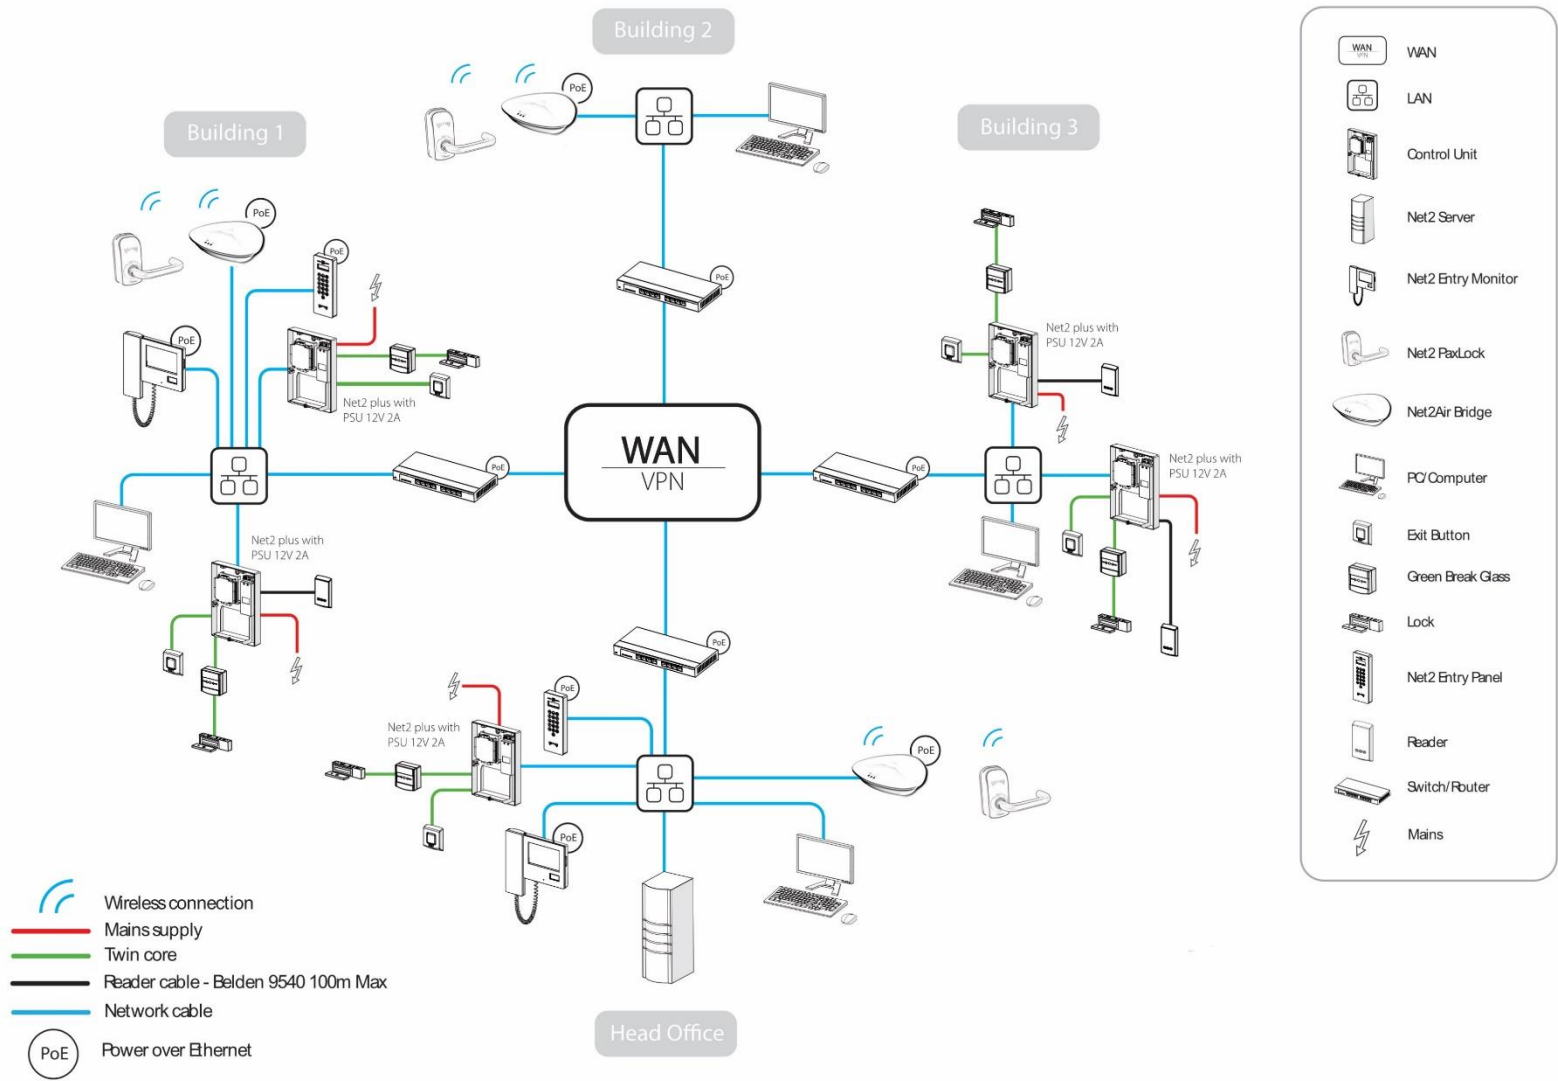 Building 2
PoE
Building 1
Building 3
PoE
PoE
PoE
PoE
Net2 plus with
PSU 12V 2A
Net2 plus with
PSU 12V 2A
WAN
VPN
PoE
PoE
Net2 plus with
PSU 12V 2A
Net2 plus with
PSU 12V 2A
PoE
PoE
Net2 plus with
PSU 12V 2A
PoE
PoE
Head Office
Wireless connection
Mains supply
Twin core
Reader cable - Belden 9540 100m Max
Network cable
PoE
Power over Ethernet
WAN
VPN
WAN
LAN
Control Unit
Net2 Server
Net2 Entry Monitor
Net2 PaxLock
Net2Air Bridge
PC/Computer
Exit Button
Green Break Glass
Lock
Net2 Entry Panel
Reader
Switch/Router
Mains